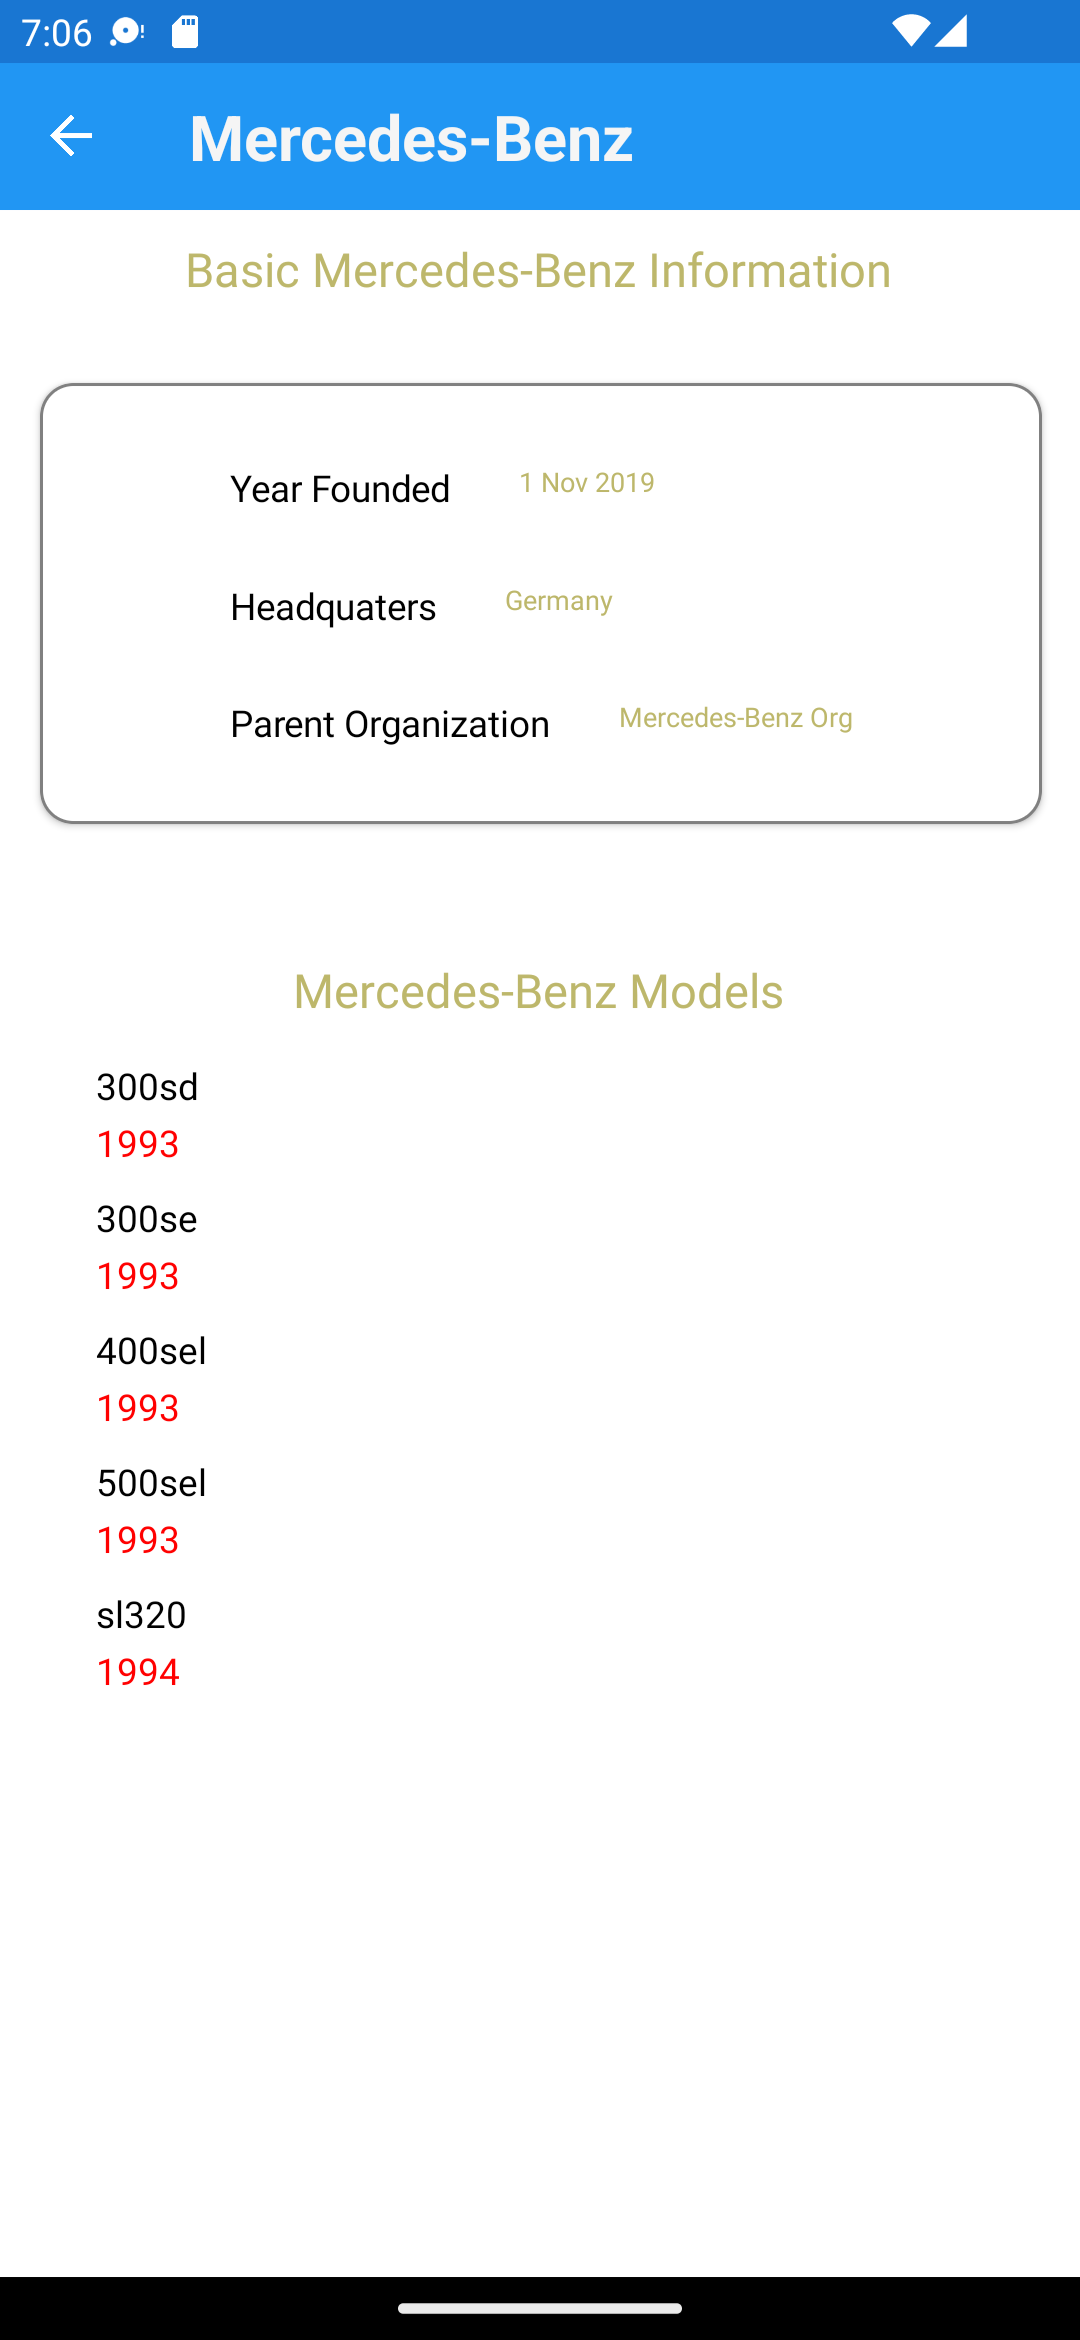 7:06
Mercedes-Benz
Basic Mercedes-Benz Information
Year Founded 1 Nov 2019
Headquaters Germany
Parent Organization Mercedes-Benz Org
Mercedes-Benz Models
300sd
1993
300se
1993
400sel
1993
500sel
1993
sl320
1994